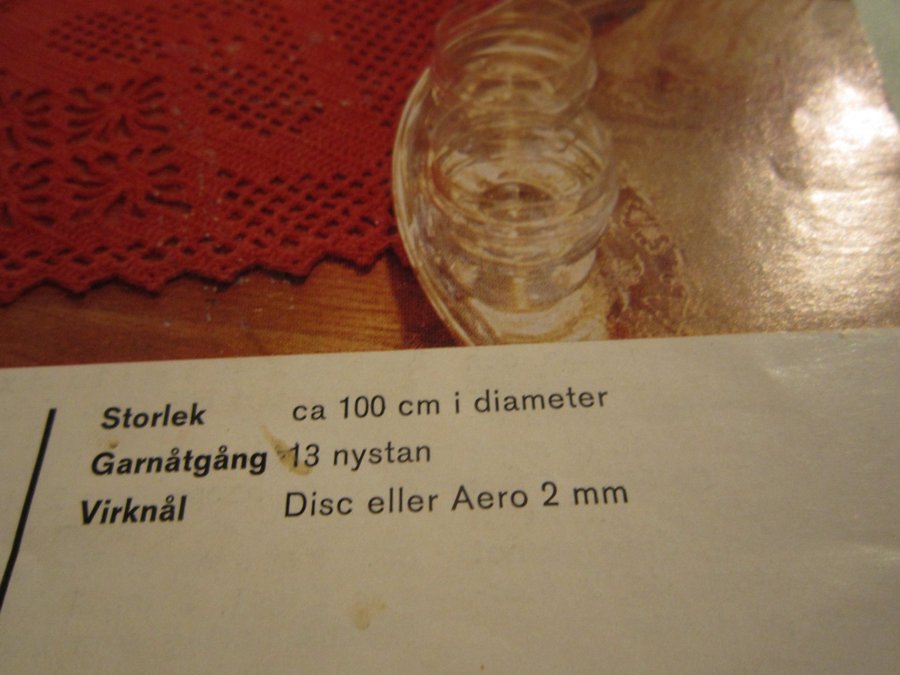 Storlek ca 100 cm i diameter
Garnåtgång 13 nystan
Virknål Disc eller Aero 2 mm